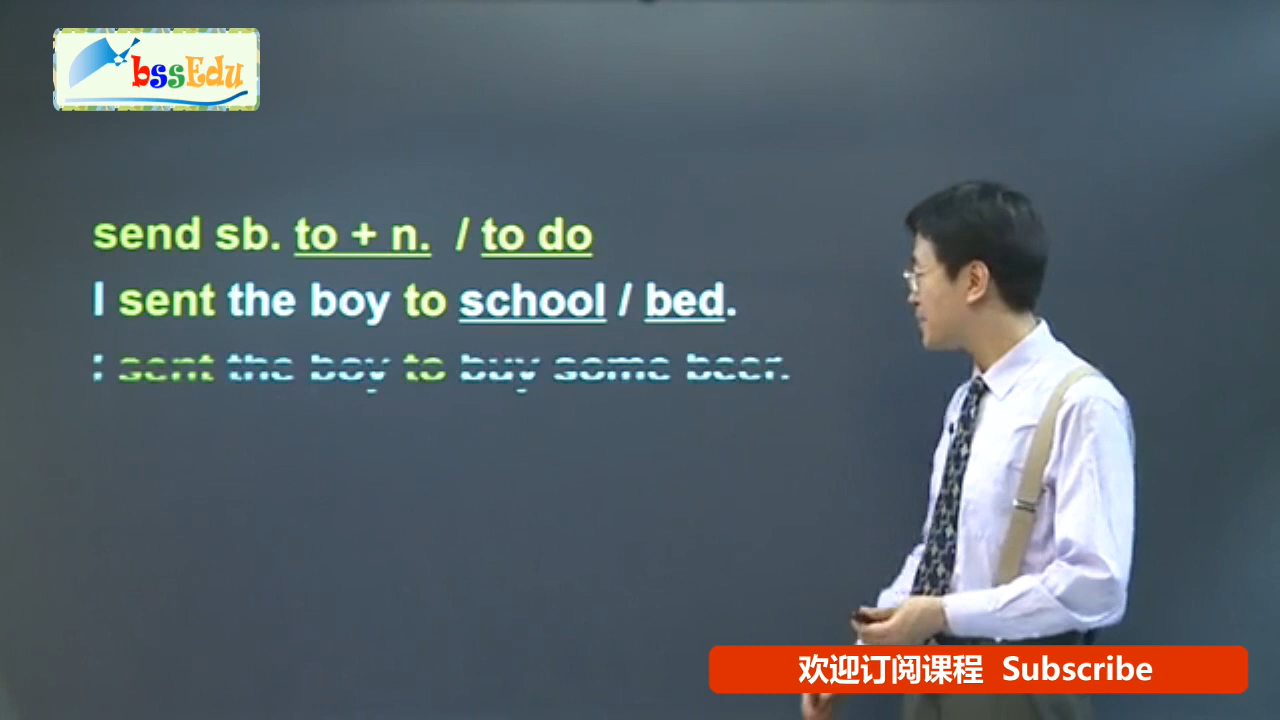 bssEdu
send sb. to + n. / to do
I sent the boy to school / bed.
I sent the boy to buy some beer.
欢迎订阅课程 Subscribe